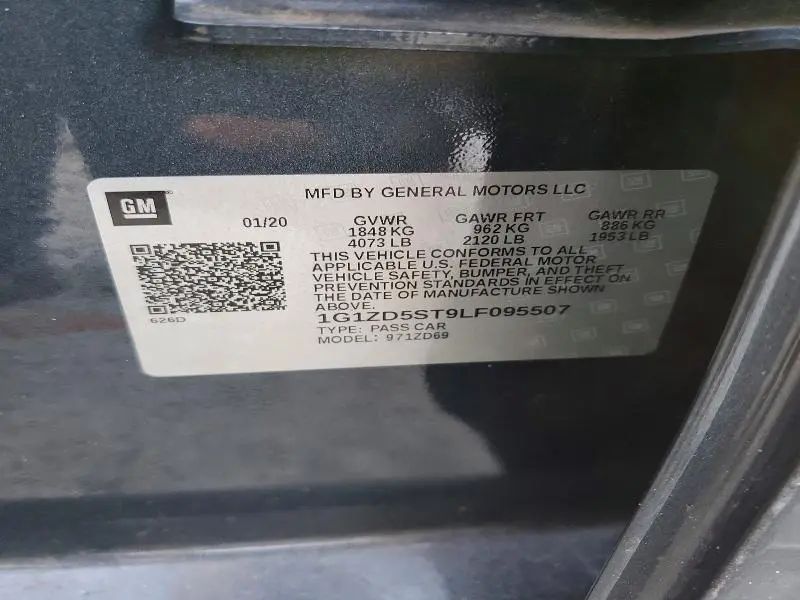 GM
MFD BY GENERAL MOTORS LLC
01/20 GVWR GAWR FRT GAWR RR
1848 KG 962 KG 886 KG
4073 LB 2120 LB 1953 LB
THIS VEHICLE CONFORMS TO ALL
APPLICABLE U.S. FEDERAL MOTOR
VEHICLE SAFETY, BUMPER, AND THEFT
PREVENTION STANDARDS IN EFFECT ON
THE DATE OF MANUFACTURE SHOWN
ABOVE.
626D
1G1ZD5ST9LF095507
TYPE: PASS CAR
MODEL: 971ZD69